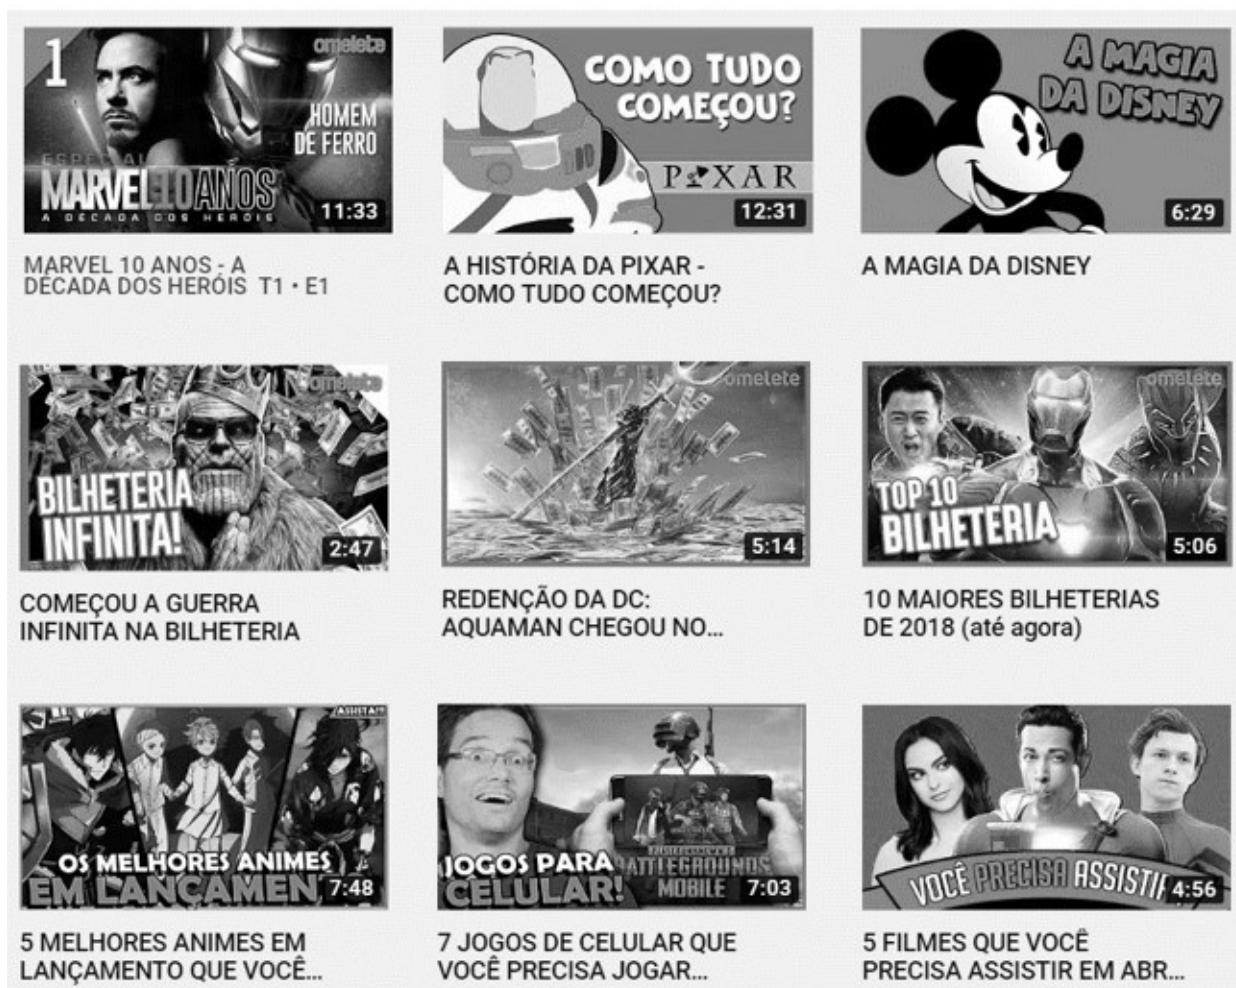 1
omelete
HOMEM
DE FERRO
ESPECIAL
MARVEL 10 ANOS
A DÉCADA DOS HERÓIS
11:33
MARVEL 10 ANOS - A
DÉCADA DOS HERÓIS T1 • E1
COMO TUDO
COMEÇOU?
PIXAR
12:31
A HISTÓRIA DA PIXAR -
COMO TUDO COMEÇOU?
A MAGIA
DA DISNEY
6:29
A MAGIA DA DISNEY
omelete
BILHETERIA
INFINITA!
2:47
COMEÇOU A GUERRA
INFINITA NA BILHETERIA
omelete
5:14
REDENÇÃO DA DC:
AQUAMAN CHEGOU NO...
omelete
TOP 10
BILHETERIA
5:06
10 MAIORES BILHETERIAS
DE 2018 (até agora)
ASSISTA!!!
OS MELHORES ANIMES
EM LANÇAMEN
7:48
5 MELHORES ANIMES EM
LANÇAMENTO QUE VOCÊ...
JOGOS PARA
CELULAR!
BATTLEGROUNDS
MOBILE
7:03
7 JOGOS DE CELULAR QUE
VOCÊ PRECISA JOGAR...
VOCÊ PRECISA ASSISTIR
4:56
5 FILMES QUE VOCÊ
PRECISA ASSISTIR EM ABR...